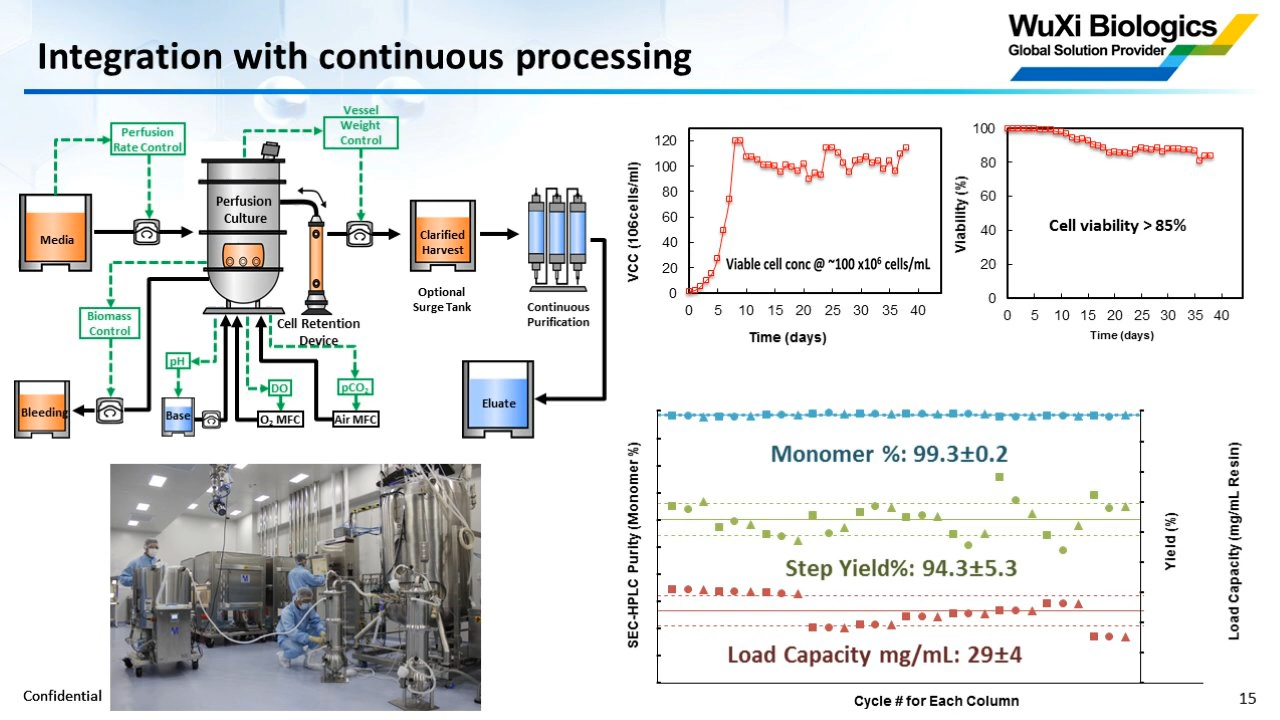 Integration with continuous processing
WuXi Biologics
Global Solution Provider
Perfusion
Rate Control
Vessel
Weight
Control
Media
Perfusion
Culture
Clarified
Harvest
Optional
Surge Tank
Continuous
Purification
Cell Retention
Device
Biomass
Control
Bleeding
pH
Base
DO
O₂ MFC
pCO₂
Air MFC
Eluate
VCC (106cells/ml)
120
100
80
60
40
20
0
Viable cell conc @ ~100 x10⁶ cells/mL
0 5 10 15 20 25 30 35 40
Time (days)
Viability (%)
100
80
60
40
20
0
Cell viability > 85%
0 5 10 15 20 25 30 35 40
Time (days)
SEC-HPLC Purity (Monomer %)
Monomer %: 99.3±0.2
Step Yield%: 94.3±5.3
Load Capacity mg/mL: 29±4
Yield (%)
Load Capacity (mg/mL Resin)
Cycle # for Each Column
Confidential
15